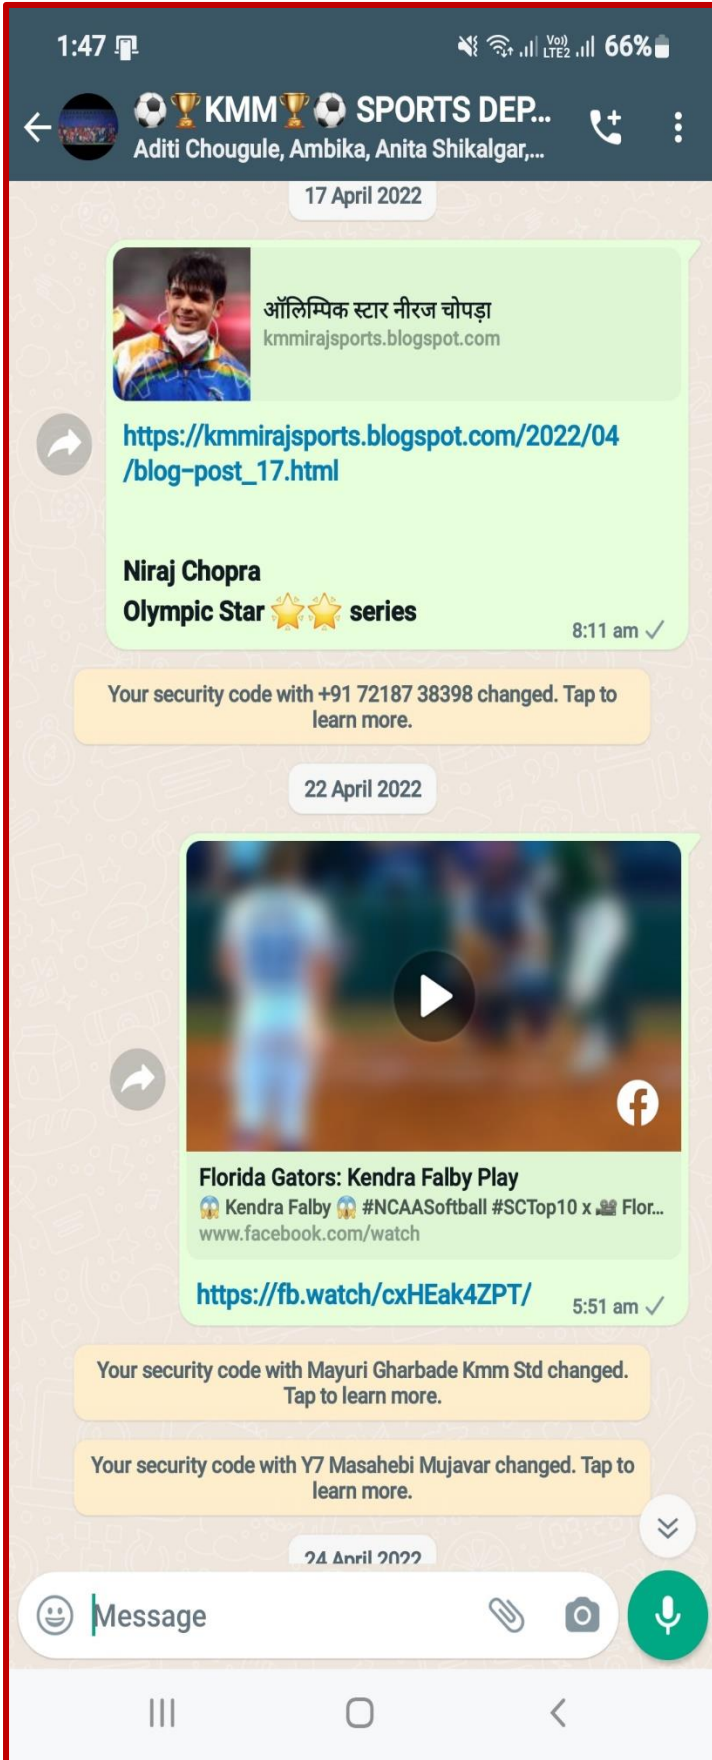 1:47 Vo)) LTE2 66%
⚽🏆KMM🏆⚽ SPORTS DEP...
Aditi Chougule, Ambika, Anita Shikalgar,...
17 April 2022
ऑलिम्पिक स्टार नीरज चोपड़ा
kmmirajsports.blogspot.com
https://kmmirajsports.blogspot.com/2022/04
/blog-post_17.html
Niraj Chopra
Olympic Star 🌟🌟 series
8:11 am
Your security code with +91 72187 38398 changed. Tap to
learn more.
22 April 2022
Florida Gators: Kendra Falby Play
😱 Kendra Falby 😱 #NCAASoftball #SCTop10 x 🎥 Flor...
www.facebook.com/watch
https://fb.watch/cxHEak4ZPT/
5:51 am
Your security code with Mayuri Gharbade Kmm Std changed.
Tap to learn more.
Your security code with Y7 Masahebi Mujavar changed. Tap to
learn more.
24 April 2022
Message